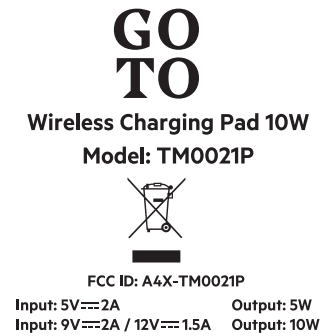 GO
TO
Wireless Charging Pad 10W
Model: TM0021P
FCC ID: A4X-TM0021P
Input: 5V⎓2A Output: 5W
Input: 9V⎓2A / 12V⎓1.5A Output: 10W